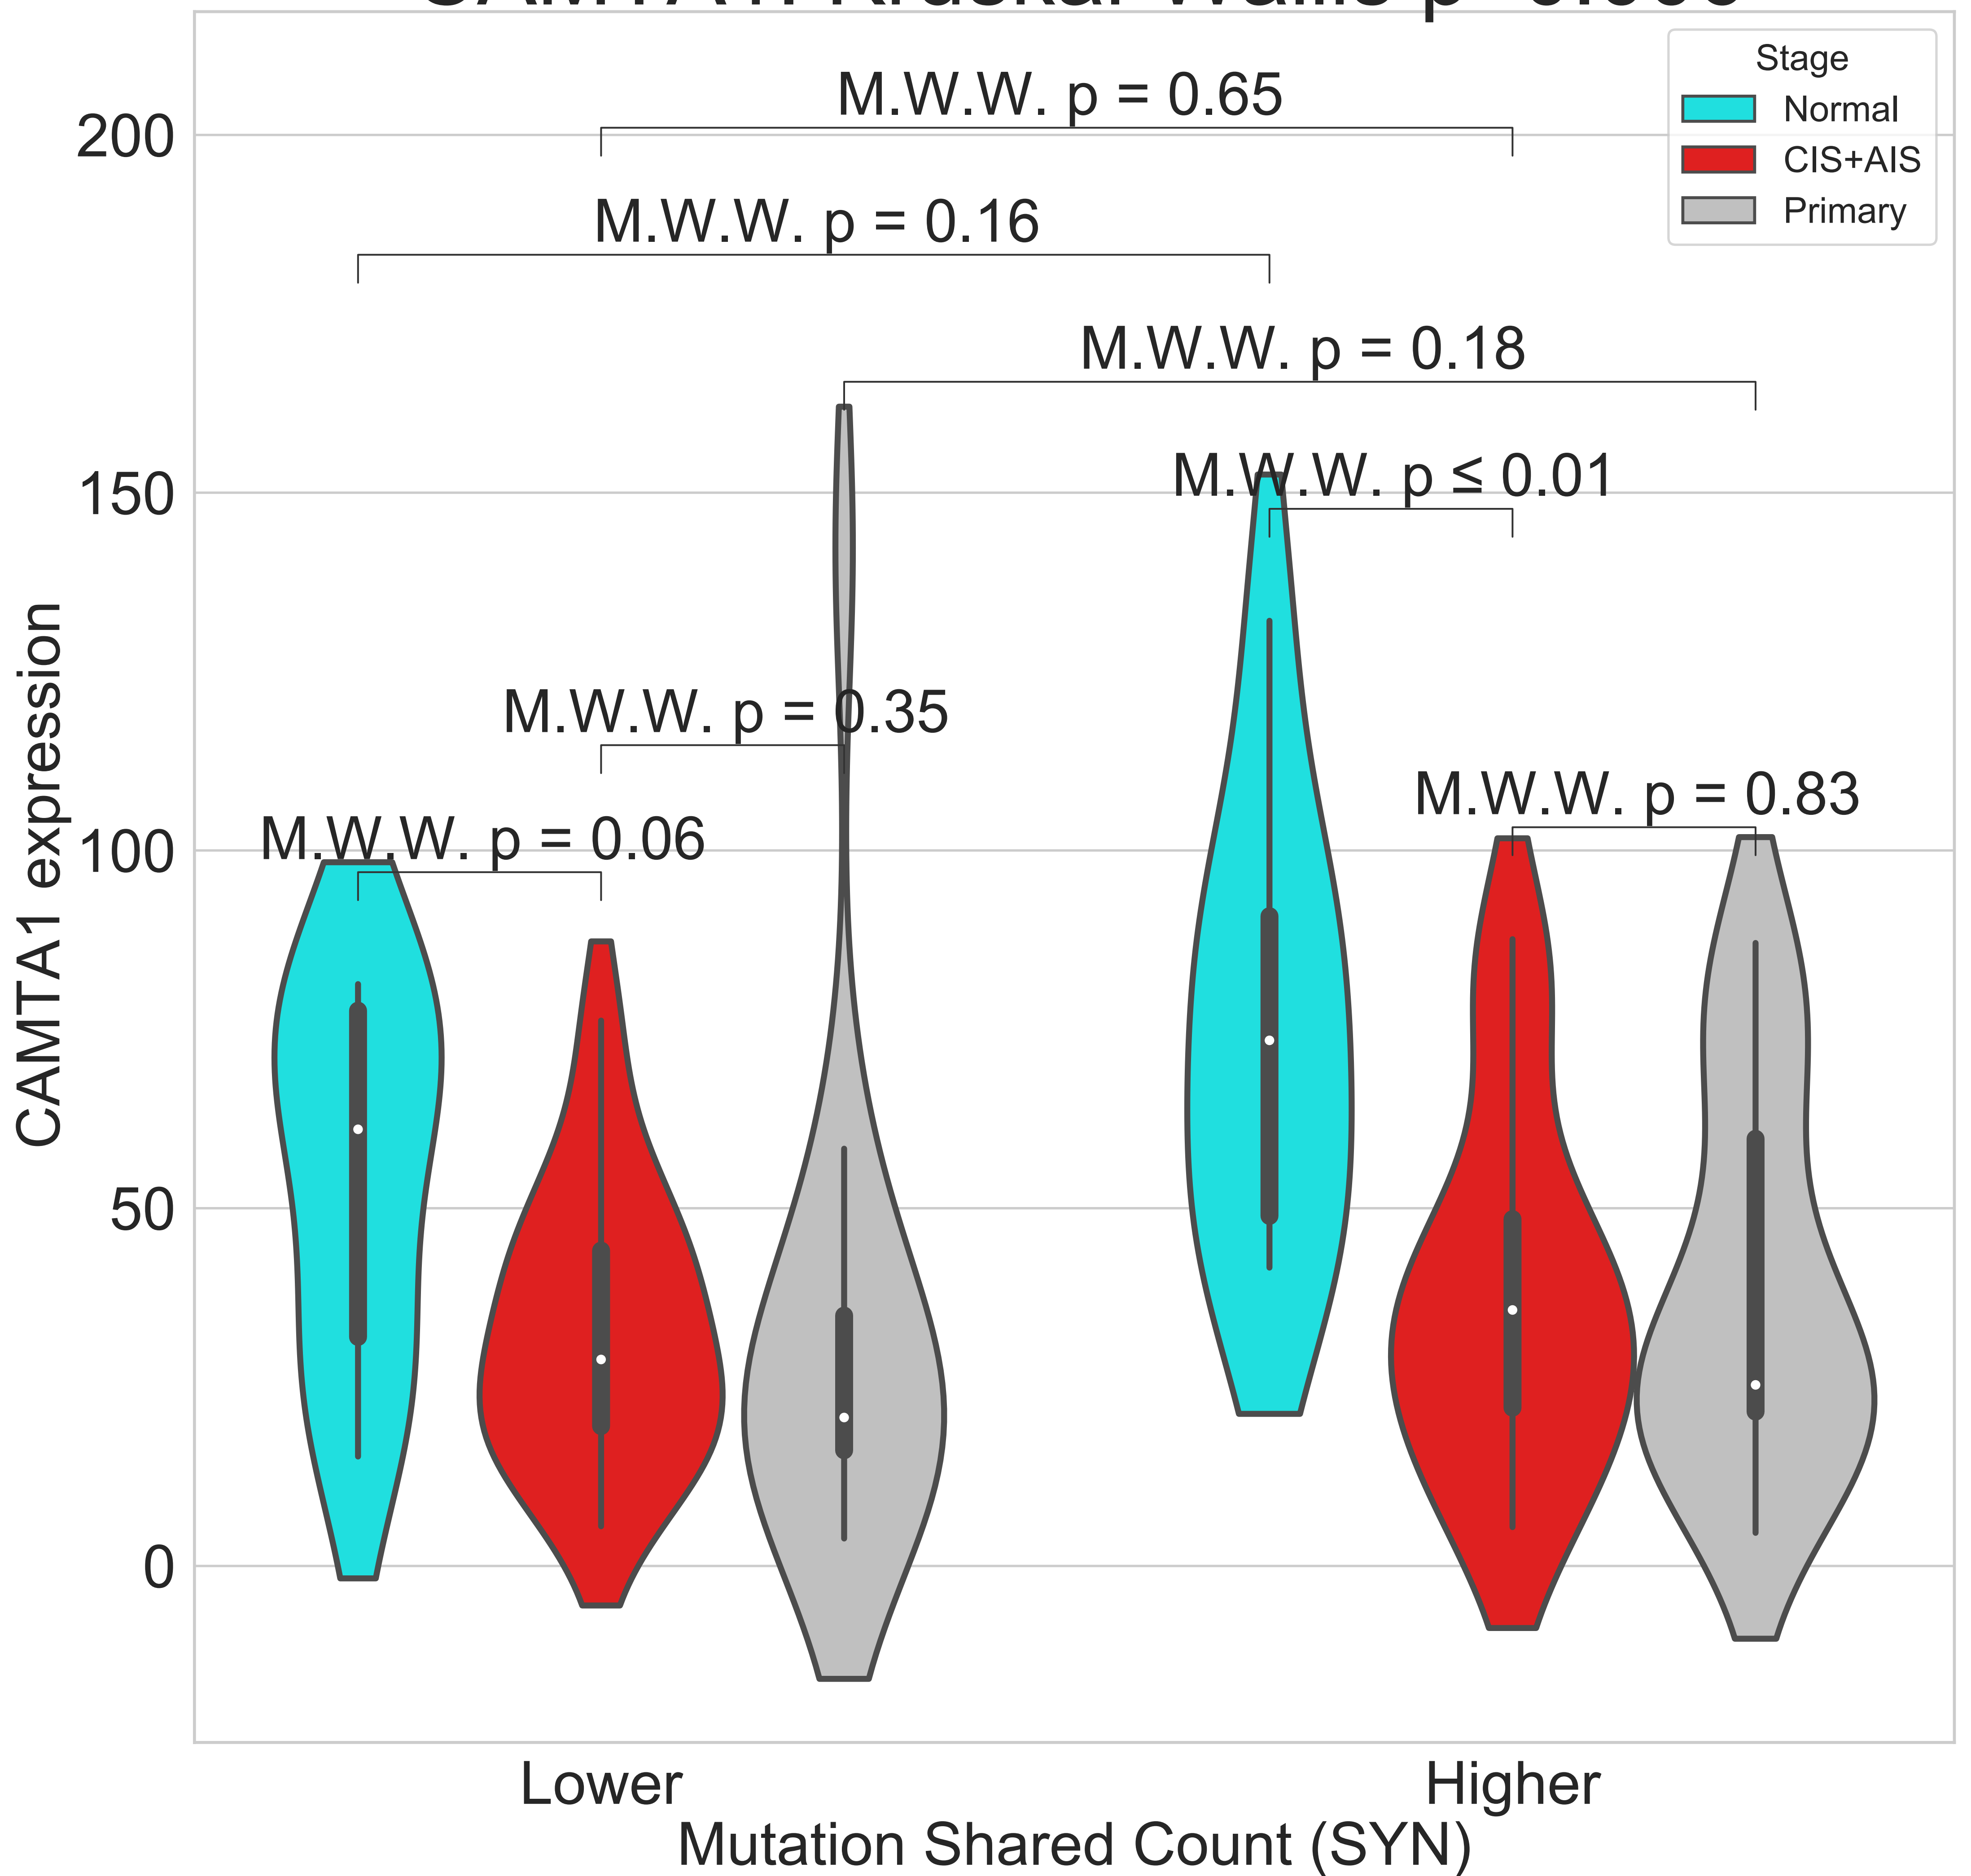 Stage
Normal
CIS+AIS
Primary
M.W.W. p = 0.65
M.W.W. p = 0.16
M.W.W. p = 0.18
M.W.W. p ≤ 0.01
M.W.W. p = 0.35
M.W.W. p = 0.83
M.W.W. p = 0.06
200
150
100
50
0
CAMTA1 expression
Lower
Higher
Mutation Shared Count (SYN)